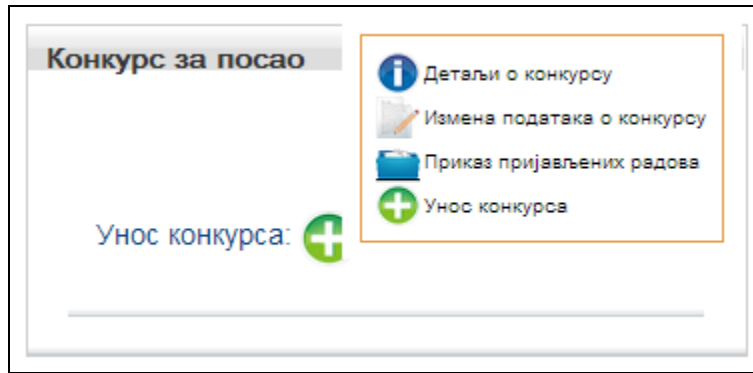 Конкурс за посао
Детаљи о конкурсу
Измена података о конкурсу
Приказ пријављених радова
Унос конкурса
Унос конкурса: